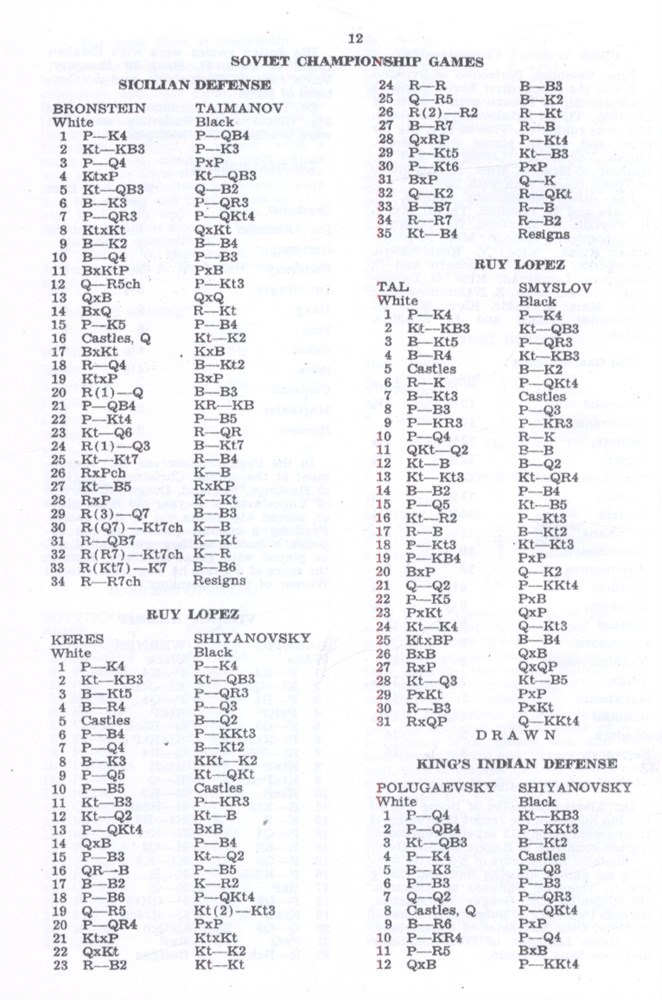 12
SOVIET CHAMPIONSHIP GAMES
SICILIAN DEFENSE
BRONSTEIN TAIMANOV
White Black
1 P—K4 P—QB4
2 Kt—KB3 P—K3
3 P—Q4 PxP
4 KtxP Kt—QB3
5 Kt—QB3 Q—B2
6 B—K3 P—QR3
7 P—QR3 P—QKt4
8 KtxKt QxKt
9 B—K2 B—B4
10 B—Q4 P—B3
11 BxKtP PxB
12 Q—R5ch P—Kt3
13 QxB QxQ
14 BxQ R—Kt
15 P—K5 P—B4
16 Castles, Q Kt—K2
17 BxKt KxB
18 R—Q4 B—Kt2
19 KtxP BxP
20 R(1)—Q B—B3
21 P—QB4 KR—KB
22 P—Kt4 P—B5
23 Kt—Q6 R—QR
24 R(1)—Q3 B—Kt7
25 Kt—Kt7 R—B4
26 RxPch K—B
27 Kt—B5 RxKP
28 RxP K—Kt
29 R(3)—Q7 B—B3
30 R(Q7)—Kt7ch K—B
31 R—QB7 K—Kt
32 R(R7)—Kt7ch K—R
33 R(Kt7)—K7 B—B6
34 R—R7ch Resigns
RUY LOPEZ
KERES SHIYANOVSKY
White Black
1 P—K4 P—K4
2 Kt—KB3 Kt—QB3
3 B—Kt5 P—QR3
4 B—R4 P—Q3
5 Castles B—Q2
6 P—B4 P—KKt3
7 P—Q4 B—Kt2
8 B—K3 KKt—K2
9 P—Q5 Kt—QKt
10 P—B5 Castles
11 Kt—B3 P—KR3
12 Kt—Q2 Kt—B
13 P—QKt4 BxB
14 QxB P—B4
15 P—B3 Kt—Q2
16 QR—B P—B5
17 B—B2 K—R2
18 P—B6 P—QKt4
19 Q—R5 Kt(2)—Kt3
20 P—QR4 PxP
21 KtxP KtxKt
22 QxKt Kt—K2
23 R—B2 Kt—Kt
24 R—R B—B3
25 Q—R5 B—K2
26 R(2)—R2 R—Kt
27 B—R7 R—B
28 QxRP P—Kt4
29 P—Kt5 Kt—B3
30 P—Kt6 PxP
31 BxP Q—K
32 Q—K2 R—QKt
33 B—B7 R—B
34 R—R7 R—B2
35 Kt—B4 Resigns
RUY LOPEZ
TAL SMYSLOV
White Black
1 P—K4 P—K4
2 Kt—KB3 Kt—QB3
3 B—Kt5 P—QR3
4 B—R4 Kt—KB3
5 Castles B—K2
6 R—K P—QKt4
7 B—Kt3 Castles
8 P—B3 P—Q3
9 P—KR3 P—KR3
10 P—Q4 R—K
11 QKt—Q2 B—B
12 Kt—B B—Q2
13 Kt—Kt3 Kt—QR4
14 B—B2 P—B4
15 P—Q5 Kt—B5
16 Kt—R2 P—Kt3
17 R—B B—Kt2
18 P—Kt3 Kt—Kt3
19 P—KB4 PxP
20 BxP Q—K2
21 Q—Q2 P—KKt4
22 P—K5 PxB
23 PxKt QxP
24 Kt—K4 Q—Kt3
25 KtxBP B—B4
26 BxB QxB
27 RxP QxQP
28 Kt—Q3 Kt—B5
29 PxKt PxP
30 R—B3 PxKt
31 RxQP Q—KKt4
DRAWN
KING'S INDIAN DEFENSE
POLUGAEVSKY SHIYANOVSKY
White Black
1 P—Q4 Kt—KB3
2 P—QB4 P—KKt3
3 Kt—QB3 B—Kt2
4 P—K4 Castles
5 B—K3 P—Q3
6 P—B3 P—B3
7 Q—Q2 P—QR3
8 Castles, Q P—QKt4
9 B—R6 PxP
10 P—KR4 P—Q4
11 P—R5 BxB
12 QxB P—KKt4